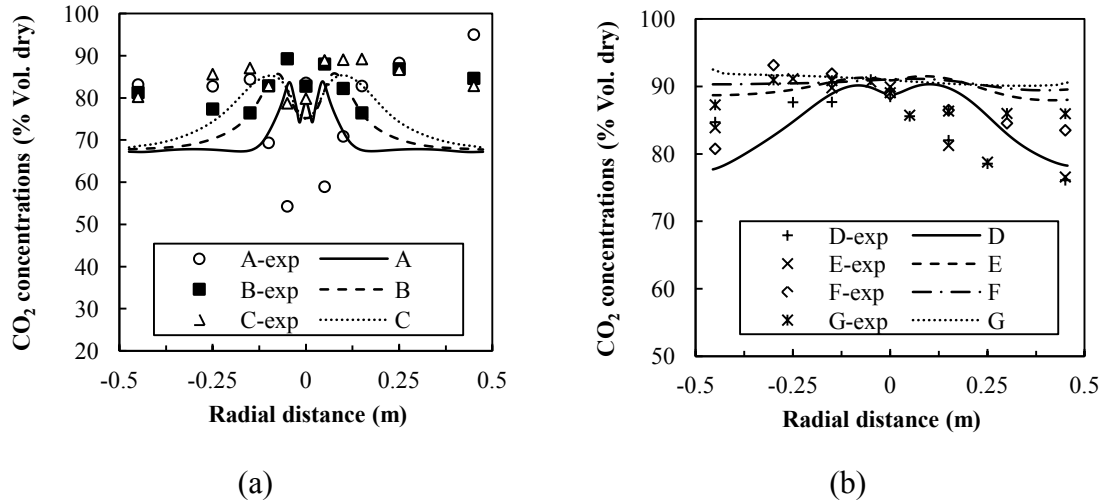 100
90
80
70
60
50
40
30
20
CO₂ concentrations (% Vol. dry)
A-exp A
B-exp B
C-exp C
-0.5 -0.25 0 0.25 0.5
Radial distance (m)
(a)
100
90
80
70
60
50
CO₂ concentrations (% Vol. dry)
D-exp D
E-exp E
F-exp F
G-exp G
-0.5 -0.25 0 0.25 0.5
Radial distance (m)
(b)